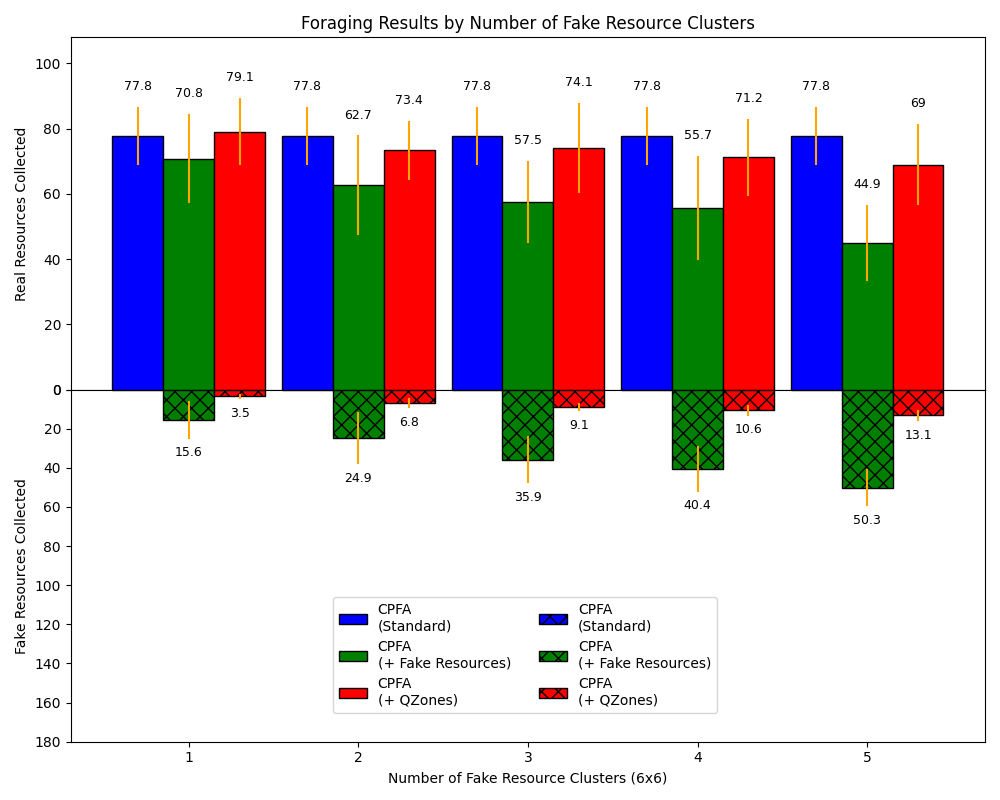 Foraging Results by Number of Fake Resource Clusters
Real Resources Collected
100
80
60
40
20
0
77.8
70.8
79.1
77.8
62.7
73.4
77.8
57.5
74.1
77.8
55.7
71.2
77.8
44.9
69
Fake Resources Collected
0
20
40
60
80
100
120
140
160
180
15.6
3.5
24.9
6.8
35.9
9.1
40.4
10.6
50.3
13.1
CPFA
(Standard)
CPFA
(+ Fake Resources)
CPFA
(+ QZones)
CPFA
(Standard)
CPFA
(+ Fake Resources)
CPFA
(+ QZones)
1
2
3
4
5
Number of Fake Resource Clusters (6x6)